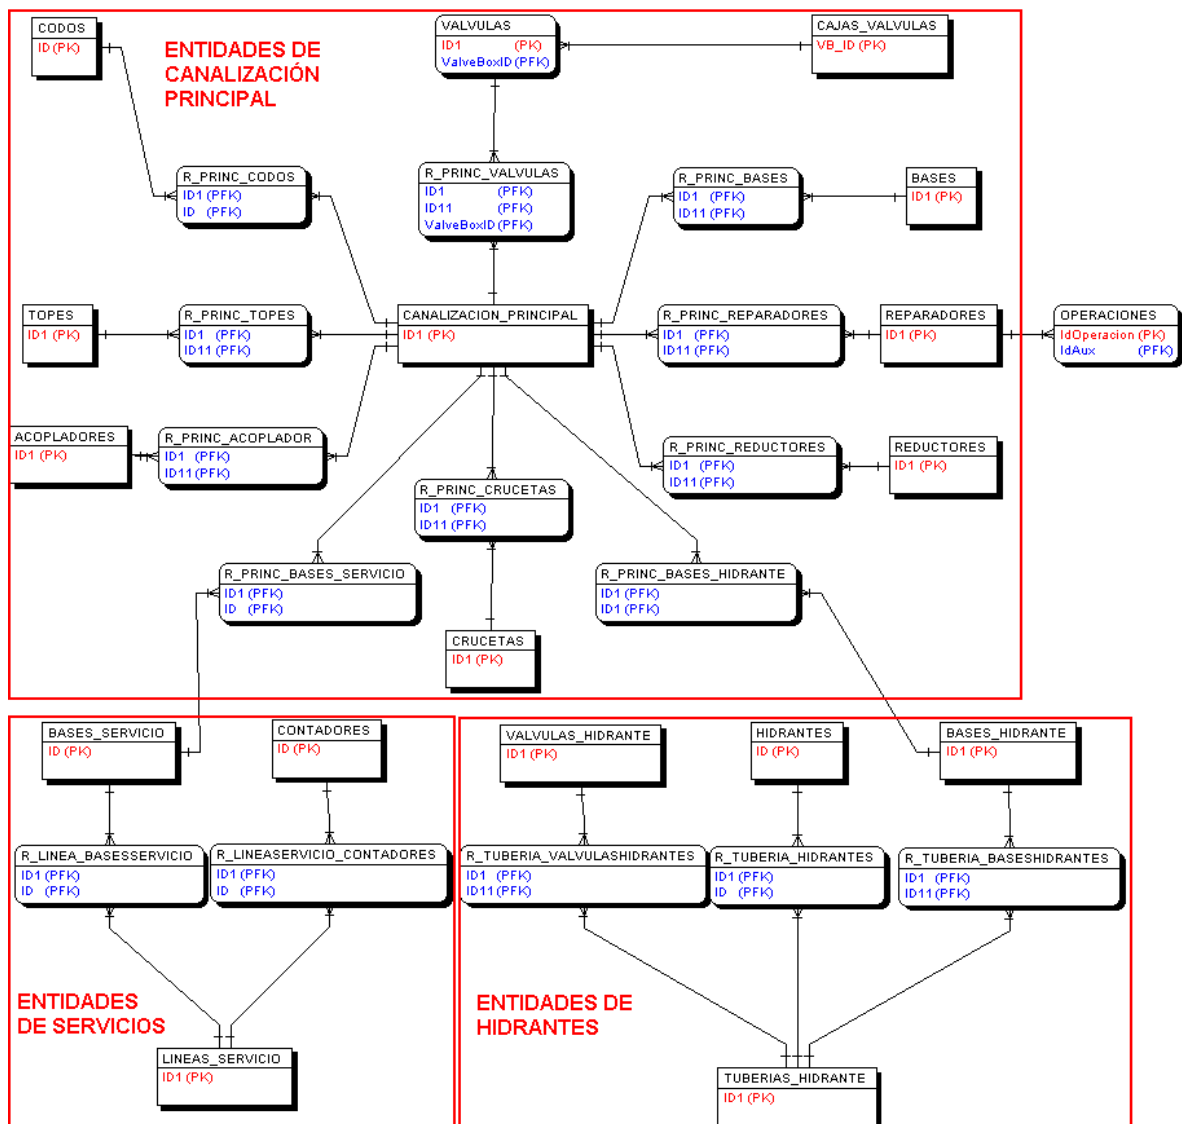 CODOS
ID (PK)
ENTIDADES DE
CANALIZACIÓN
PRINCIPAL
VALVULAS
ID1 (PK)
ValveBoxID (PFK)
CAJAS_VALVULAS
VB_ID (PK)
R_PRINC_CODOS
ID1 (PFK)
ID (PFK)
R_PRINC_VALVULAS
ID1 (PFK)
ID11 (PFK)
ValveBoxID (PFK)
R_PRINC_BASES
ID1 (PFK)
ID11 (PFK)
BASES
ID1 (PK)
TOPES
ID1 (PK)
R_PRINC_TOPES
ID1 (PFK)
ID11 (PFK)
CANALIZACION_PRINCIPAL
ID1 (PK)
R_PRINC_REPARADORES
ID1 (PFK)
ID11 (PFK)
REPARADORES
ID1 (PK)
OPERACIONES
IdOperacion (PK)
IdAux (PFK)
ACOPLADORES
ID1 (PK)
R_PRINC_ACOPLADOR
ID1 (PFK)
ID11 (PFK)
R_PRINC_CRUCETAS
ID1 (PFK)
ID11 (PFK)
R_PRINC_REDUCTORES
ID1 (PFK)
ID11 (PFK)
REDUCTORES
ID1 (PK)
R_PRINC_BASES_SERVICIO
ID1 (PFK)
ID (PFK)
R_PRINC_BASES_HIDRANTE
ID1 (PFK)
ID1 (PFK)
CRUCETAS
ID1 (PK)
BASES_SERVICIO
ID (PK)
CONTADORES
ID (PK)
VALVULAS_HIDRANTE
ID1 (PK)
HIDRANTES
ID (PK)
BASES_HIDRANTE
ID1 (PK)
R_LINEA_BASESSERVICIO
ID1 (PFK)
ID (PFK)
R_LINEASERVICIO_CONTADORES
ID1 (PFK)
ID (PFK)
R_TUBERIA_VALVULASHIDRANTES
ID1 (PFK)
ID11 (PFK)
R_TUBERIA_HIDRANTES
ID1 (PFK)
ID (PFK)
R_TUBERIA_BASESHIDRANTES
ID1 (PFK)
ID11 (PFK)
ENTIDADES
DE SERVICIOS
ENTIDADES DE
HIDRANTES
LINEAS_SERVICIO
ID1 (PK)
TUBERIAS_HIDRANTE
ID1 (PK)